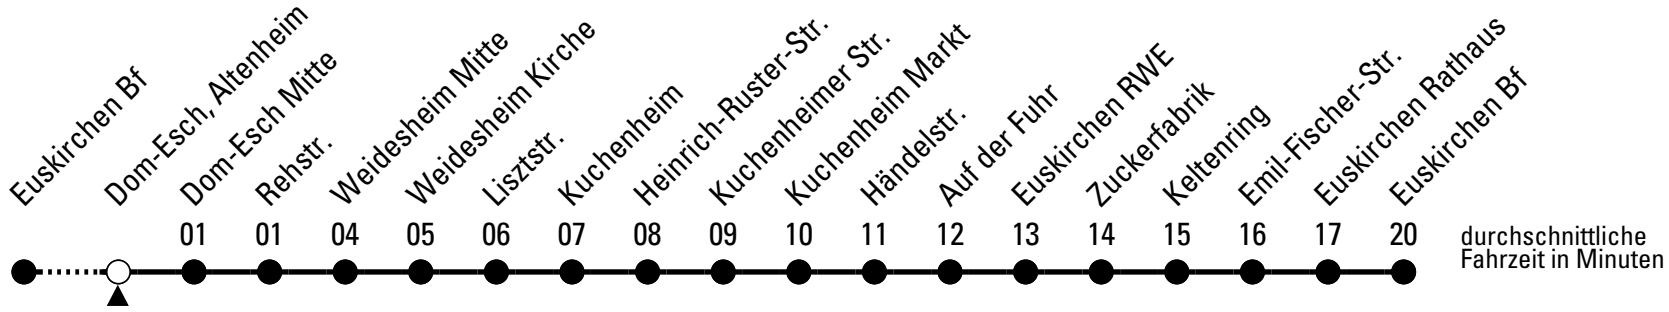 Euskirchen Bf
Dom-Esch, Altenheim
Dom-Esch Mitte
Rehstr.
Weidesheim Mitte
Weidesheim Kirche
Lisztstr.
Kuchenheim
Heinrich-Ruster-Str.
Kuchenheimer Str.
Kuchenheim Markt
Händelstr.
Auf der Fuhr
Euskirchen RWE
Zuckerfabrik
Keltenring
Emil-Fischer-Str.
Euskirchen Rathaus
Euskirchen Bf
01 01 04 05 06 07 08 09 10 11 12 13 14 15 16 17 20
durchschnittliche
Fahrzeit in Minuten